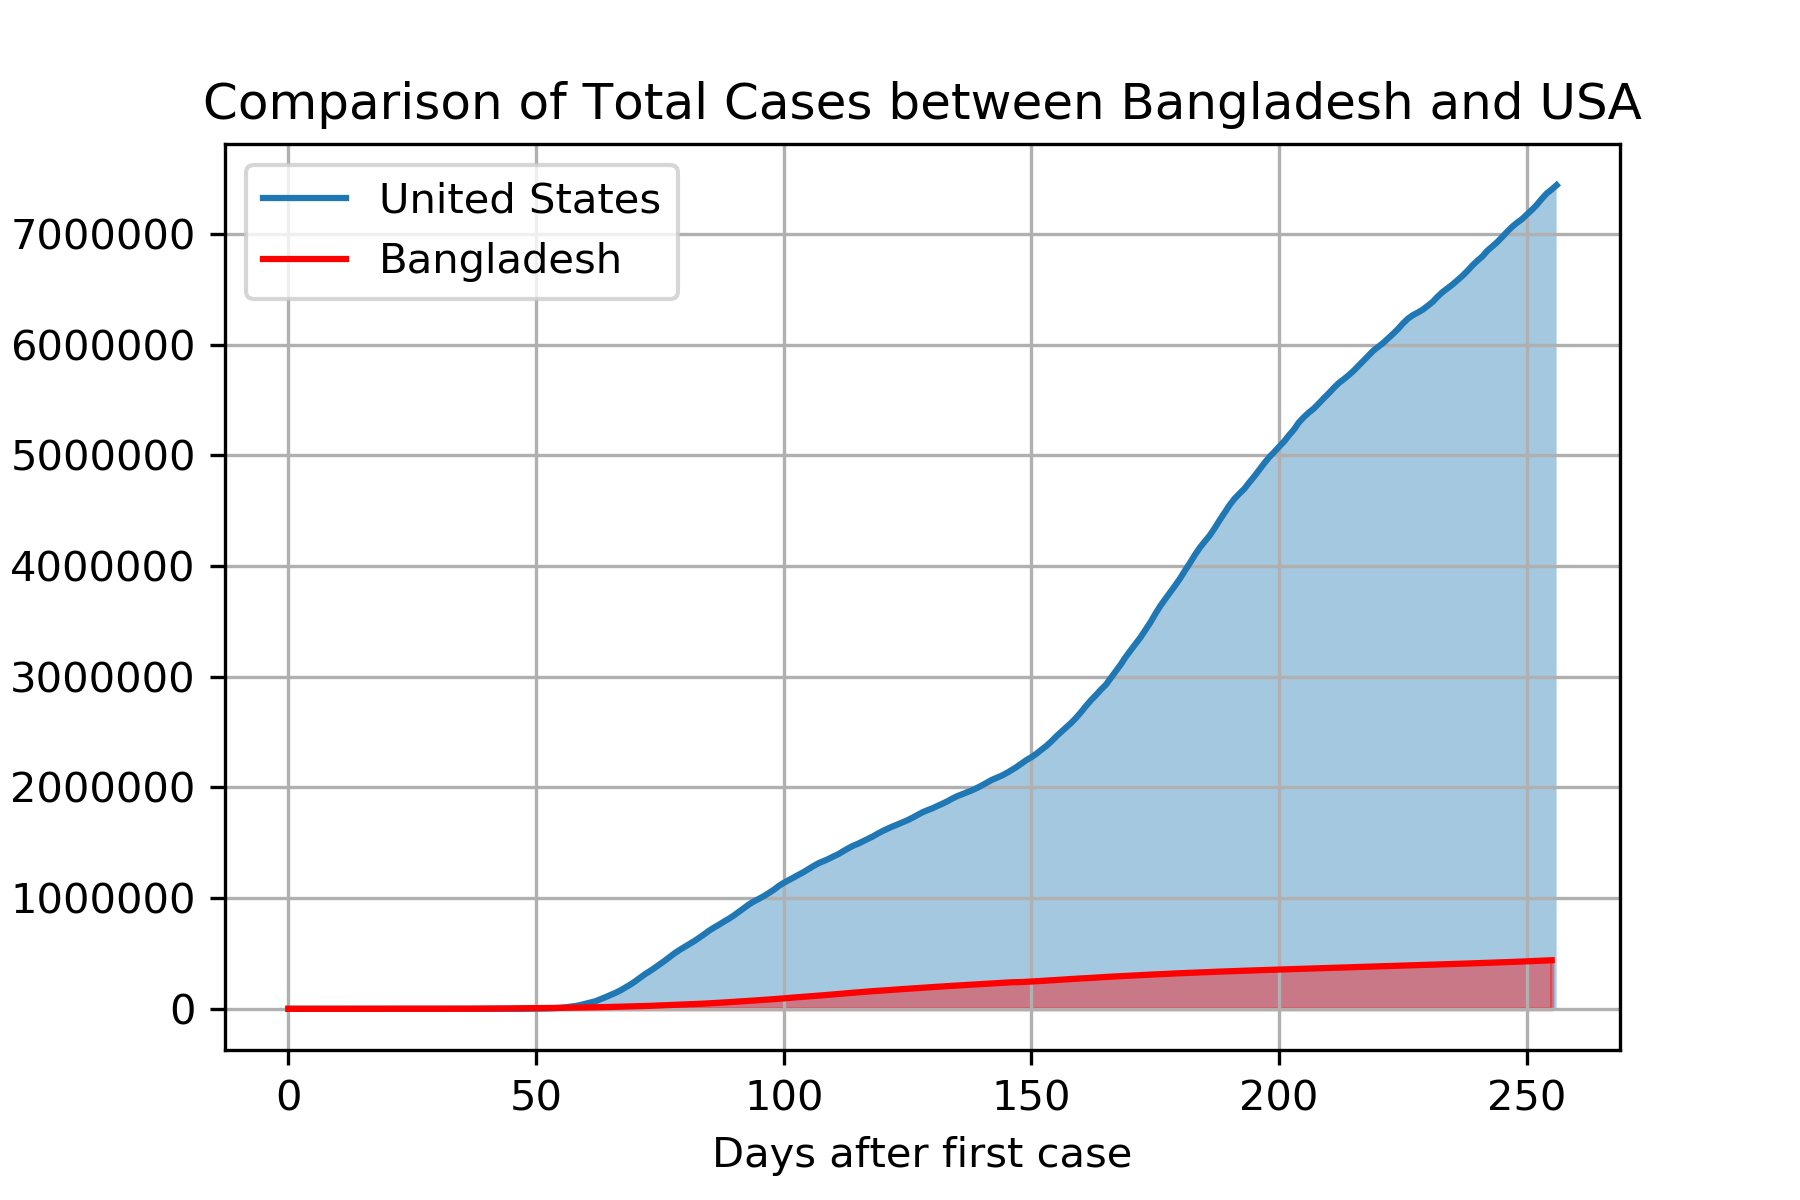 Comparison of Total Cases between Bangladesh and USA
United States
Bangladesh
7000000
6000000
5000000
4000000
3000000
2000000
1000000
0
0 50 100 150 200 250
Days after first case